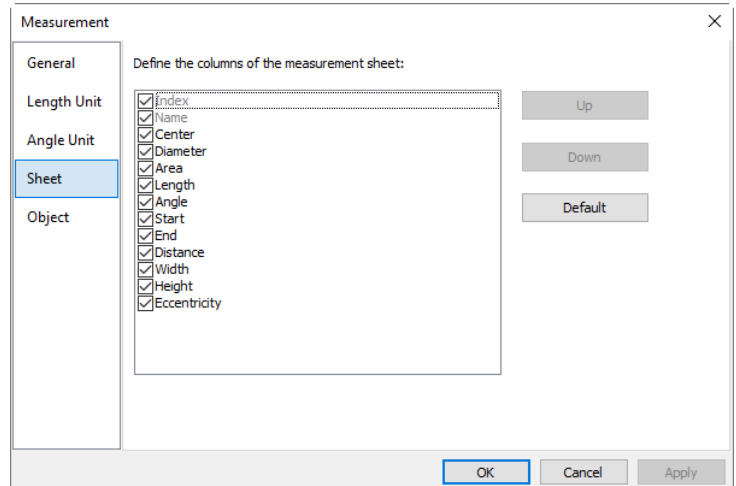 Measurement
General
Length Unit
Angle Unit
Sheet
Object
Define the columns of the measurement sheet:
Index
Name
Center
Diameter
Area
Length
Angle
Start
End
Distance
Width
Height
Eccentricity
Up
Down
Default
OK
Cancel
Apply